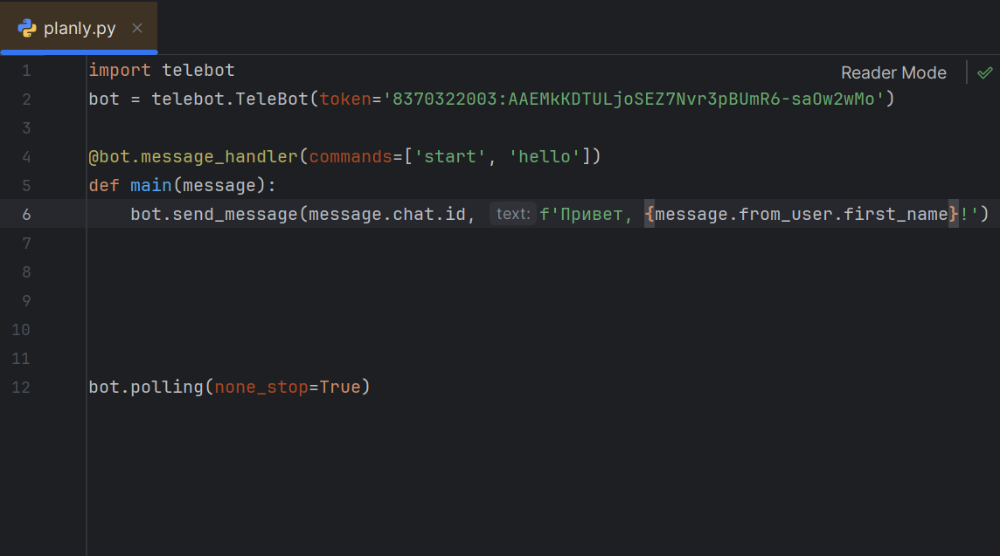 planly.py
Reader Mode
1 import telebot
2 bot = telebot.TeleBot(token='8370322003:AAEMkKDTULjoSEZ7Nvr3pBUmR6-saOw2wMo')
3
4 @bot.message_handler(commands=['start', 'hello'])
5 def main(message):
6     bot.send_message(message.chat.id, text: f'Привет, {message.from_user.first_name}!')
7
8
9
10
11
12 bot.polling(none_stop=True)